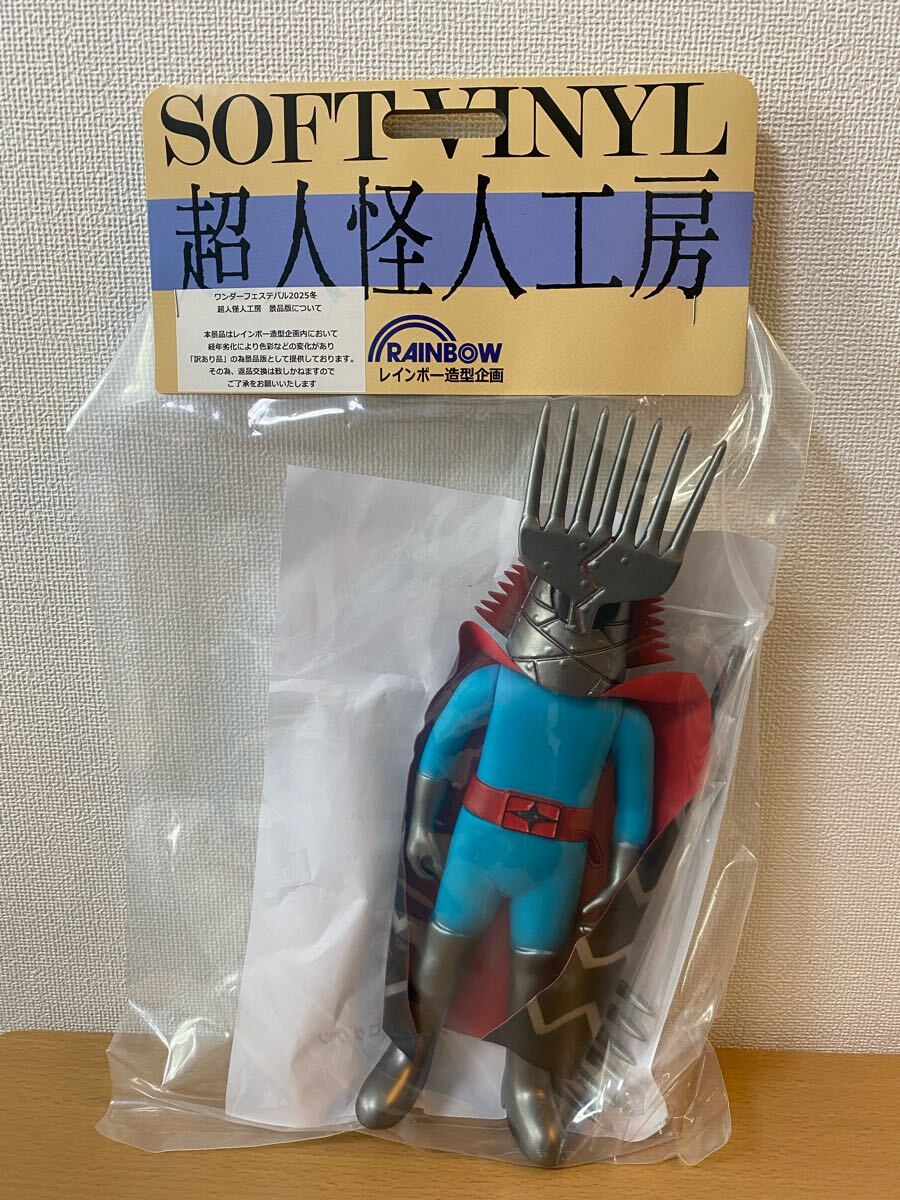 SOFT VINYL
超人怪人工房
ワンダーフェステバル2025冬
超人怪人工房　景品版について
本景品はレインボー造型企画内において
経年劣化により色彩などの変化があり
「訳あり品」の為景品版として提供しております。
その為、返品交換は致しかねますので
ご了承をお願いいたします
RAINBOW
レインボー造型企画